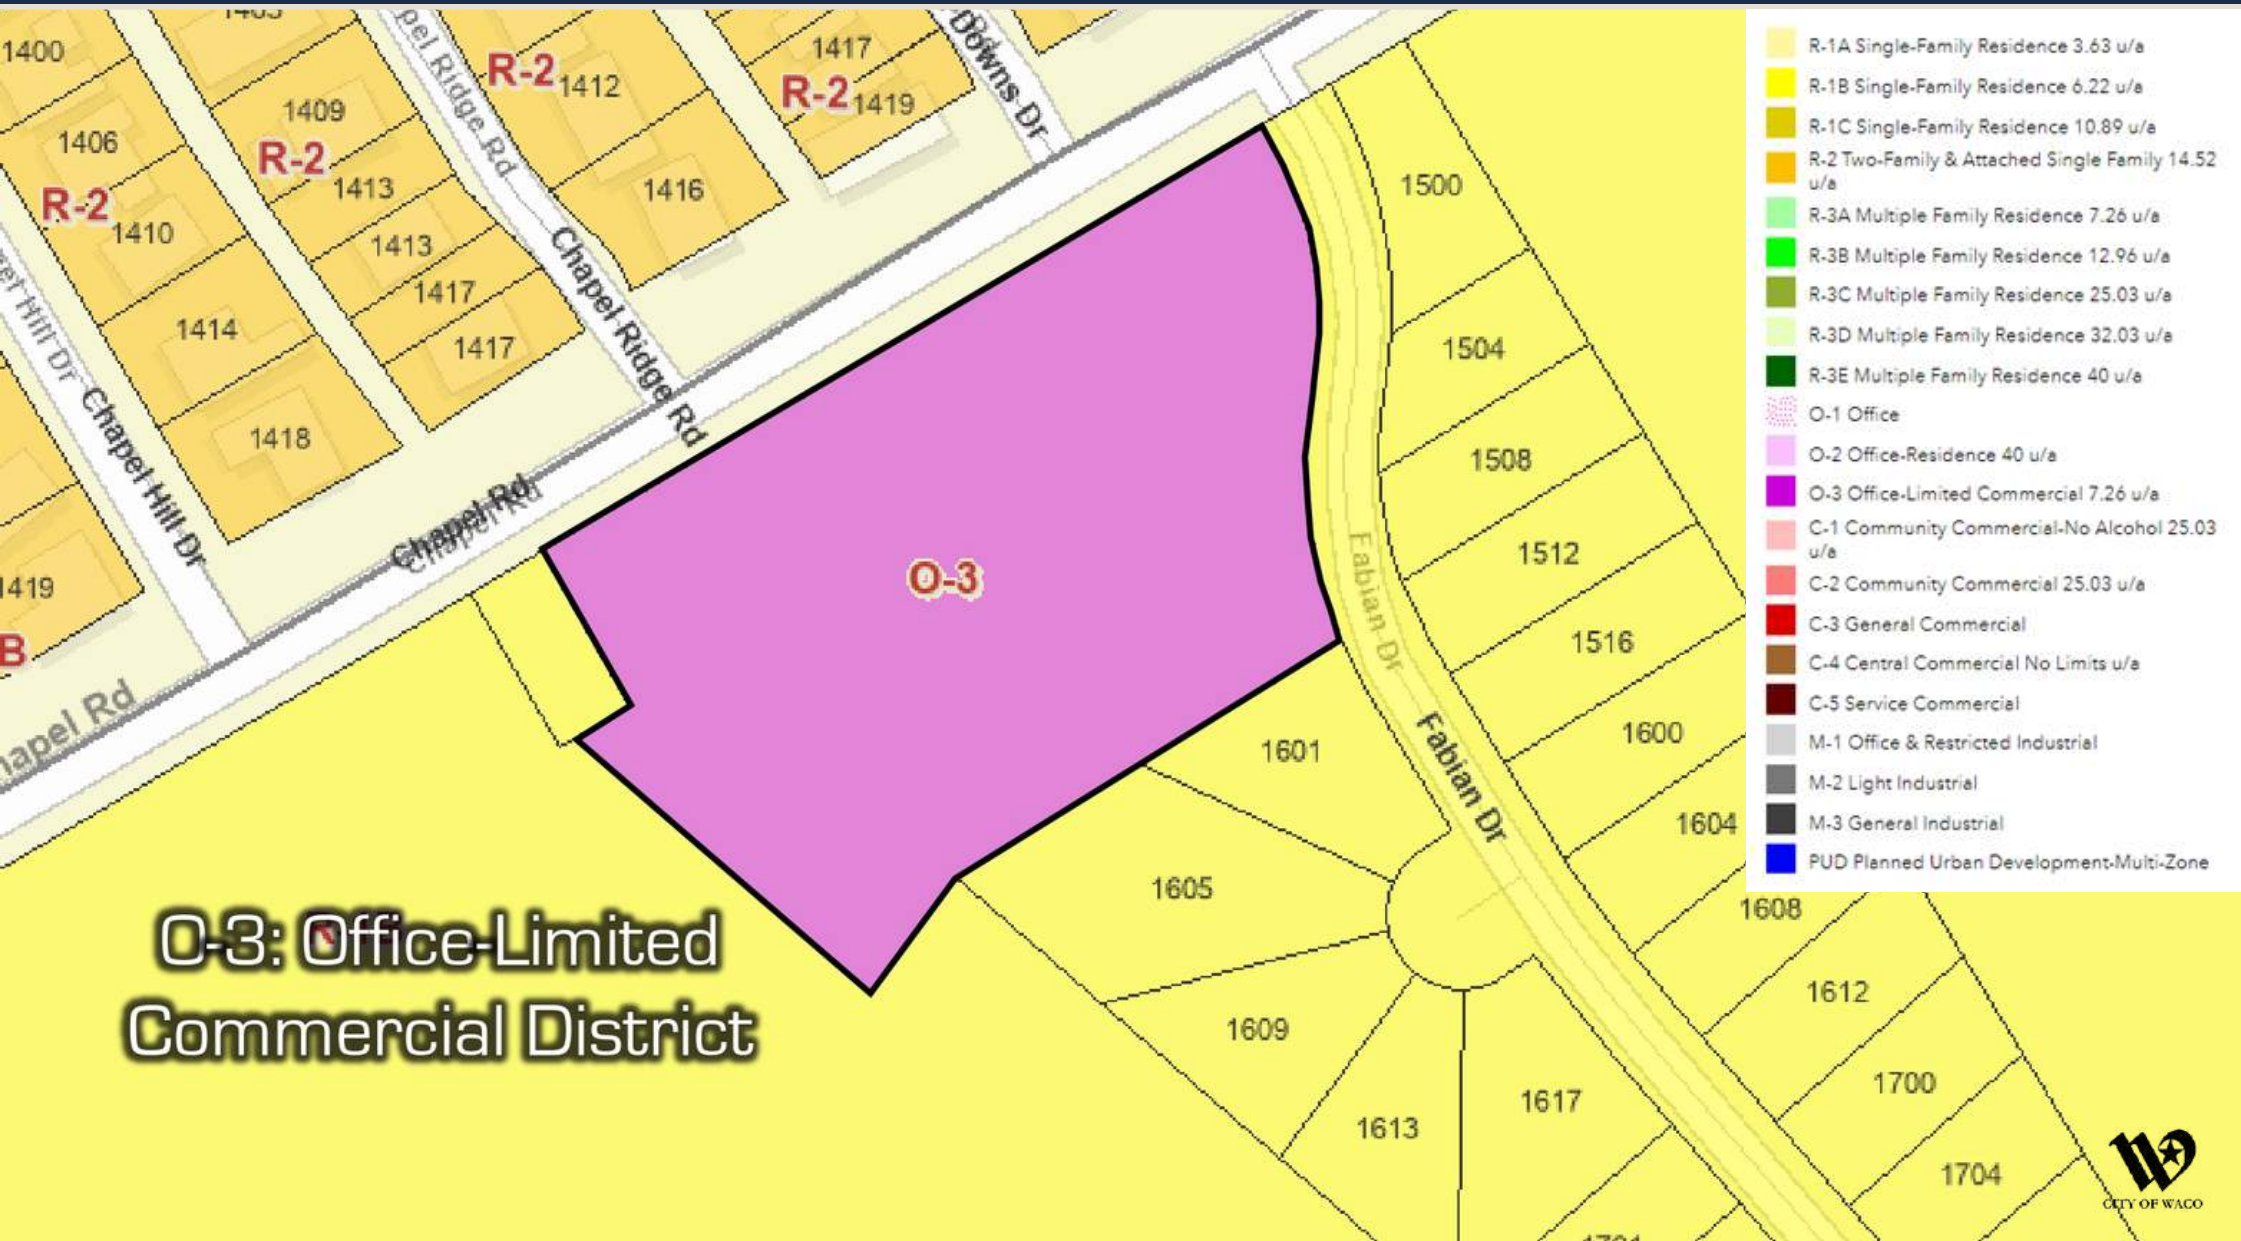 1400
1406
R-2
1410
1414
1418
1419
B
1409
R-2
1413
1413
1417
1417
R-2
1412
1416
1417
R-2
1419
Downs Dr
Ridge Rd
Chapel Ridge Rd
Hill Dr
Chapel Hill Dr
Chapel Rd
Chapel Rd
O-3
Fabian Dr
Fabian Dr
1500
1504
1508
1512
1516
1600
1604
1608
1612
1700
1704
1601
1605
1609
1613
1617
O-3: Office-Limited
Commercial District
R-1A Single-Family Residence 3.63 u/a
R-1B Single-Family Residence 6.22 u/a
R-1C Single-Family Residence 10.89 u/a
R-2 Two-Family & Attached Single Family 14.52
u/a
R-3A Multiple Family Residence 7.26 u/a
R-3B Multiple Family Residence 12.96 u/a
R-3C Multiple Family Residence 25.03 u/a
R-3D Multiple Family Residence 32.03 u/a
R-3E Multiple Family Residence 40 u/a
O-1 Office
O-2 Office-Residence 40 u/a
O-3 Office-Limited Commercial 7.26 u/a
C-1 Community Commercial-No Alcohol 25.03
u/a
C-2 Community Commercial 25.03 u/a
C-3 General Commercial
C-4 Central Commercial No Limits u/a
C-5 Service Commercial
M-1 Office & Restricted Industrial
M-2 Light Industrial
M-3 General Industrial
PUD Planned Urban Development-Multi-Zone
CITY OF WACO